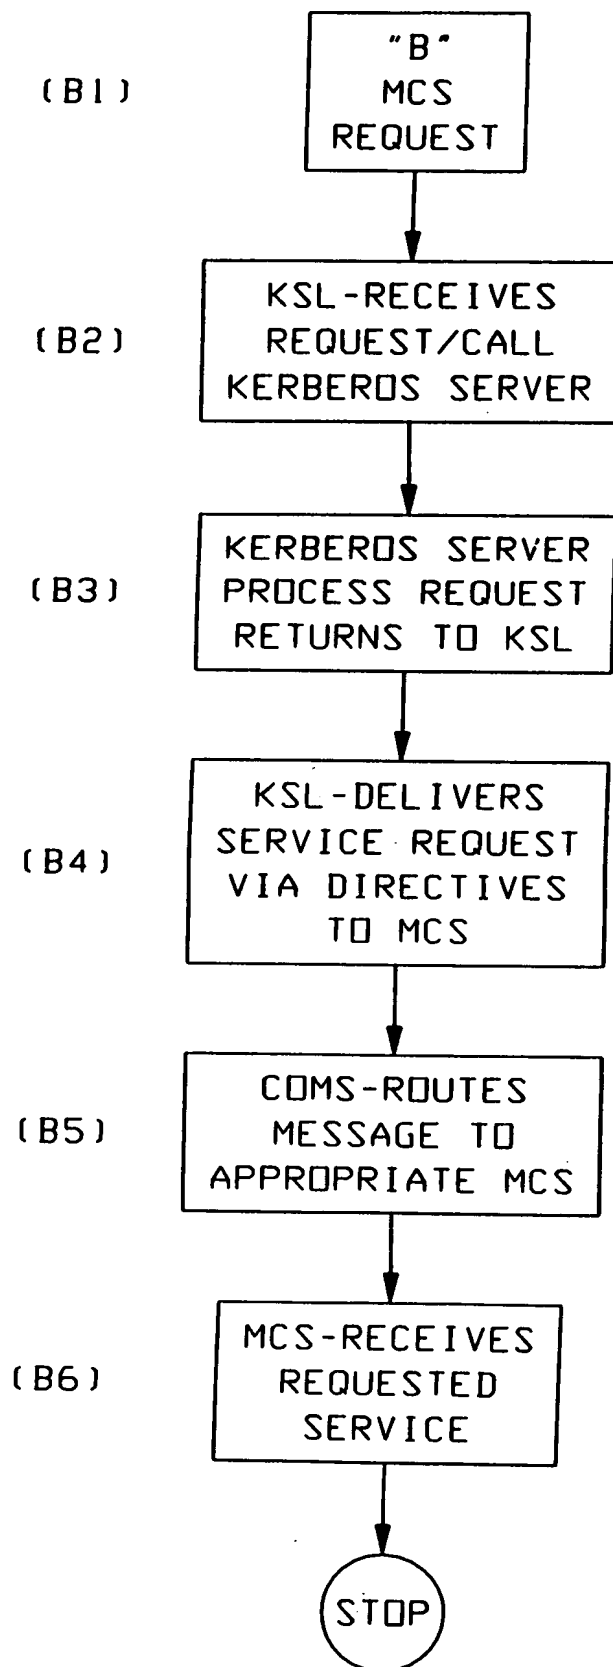 (B1)
"B"
MCS
REQUEST
(B2)
KSL-RECEIVES
REQUEST/CALL
KERBEROS SERVER
(B3)
KERBEROS SERVER
PROCESS REQUEST
RETURNS TO KSL
(B4)
KSL-DELIVERS
SERVICE REQUEST
VIA DIRECTIVES
TO MCS
(B5)
COMS-ROUTES
MESSAGE TO
APPROPRIATE MCS
(B6)
MCS-RECEIVES
REQUESTED
SERVICE
STOP